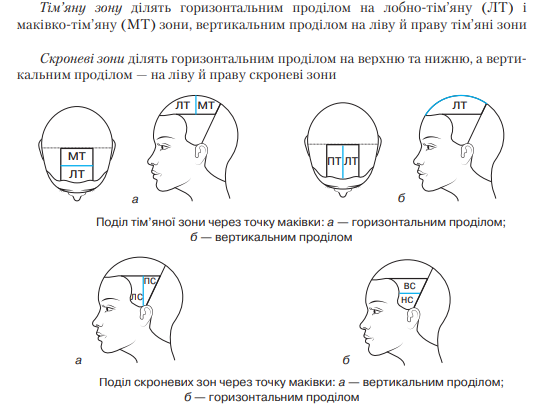 Тім’яну зону ділять горизонтальним проділом на лобно-тім’яну (ЛТ) і
маківко-тім’яну (МТ) зони, вертикальним проділом на ліву й праву тім’яні зони
Скроневі зони ділять горизонтальним проділом на верхню та нижню, а верти-
кальним проділом — на ліву й праву скроневі зони
ЛТ МТ
МТ
ЛТ
а
ЛТ
ПТ ЛТ
б
Поділ тім’яної зони через точку маківки: а — горизонтальним проділом;
б — вертикальним проділом
ПС
ЛС
а
ВС
НС
б
Поділ скроневих зон через точку маківки: а — вертикальним проділом;
б — горизонтальним проділом